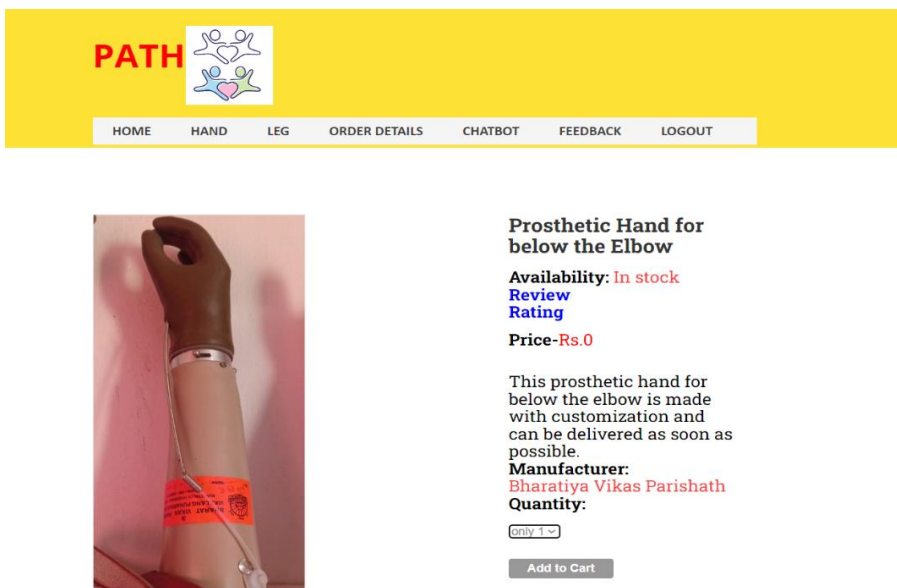 PATH
HOME HAND LEG ORDER DETAILS CHATBOT FEEDBACK LOGOUT
Prosthetic Hand for
below the Elbow
Availability: In stock
Review
Rating
Price-Rs.0
This prosthetic hand for
below the elbow is made
with customization and
can be delivered as soon as
possible.
Manufacturer:
Bharatiya Vikas Parishath
Quantity:
only 1
Add to Cart